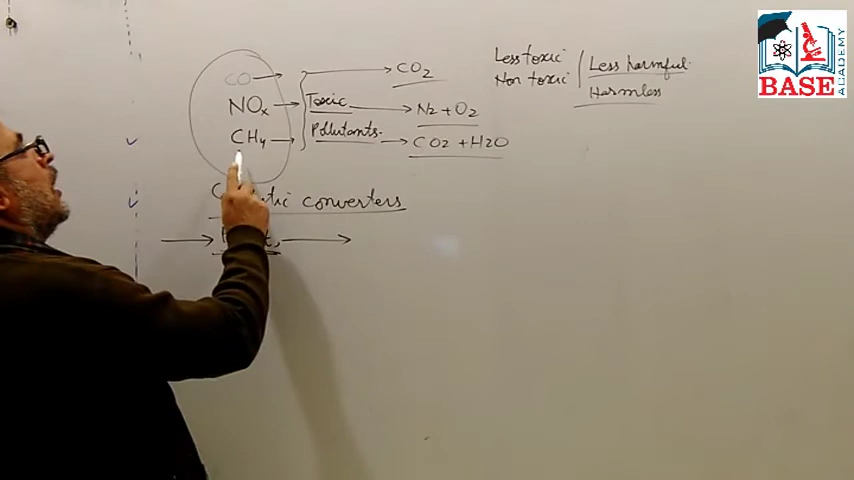 CO → CO2
NOx → Toxic → N2 + O2
CH4 → Pollutants → CO2 + H2O
Less toxic
Non toxic
Less harmful
Harmless
converters
BASE
ACADEMY